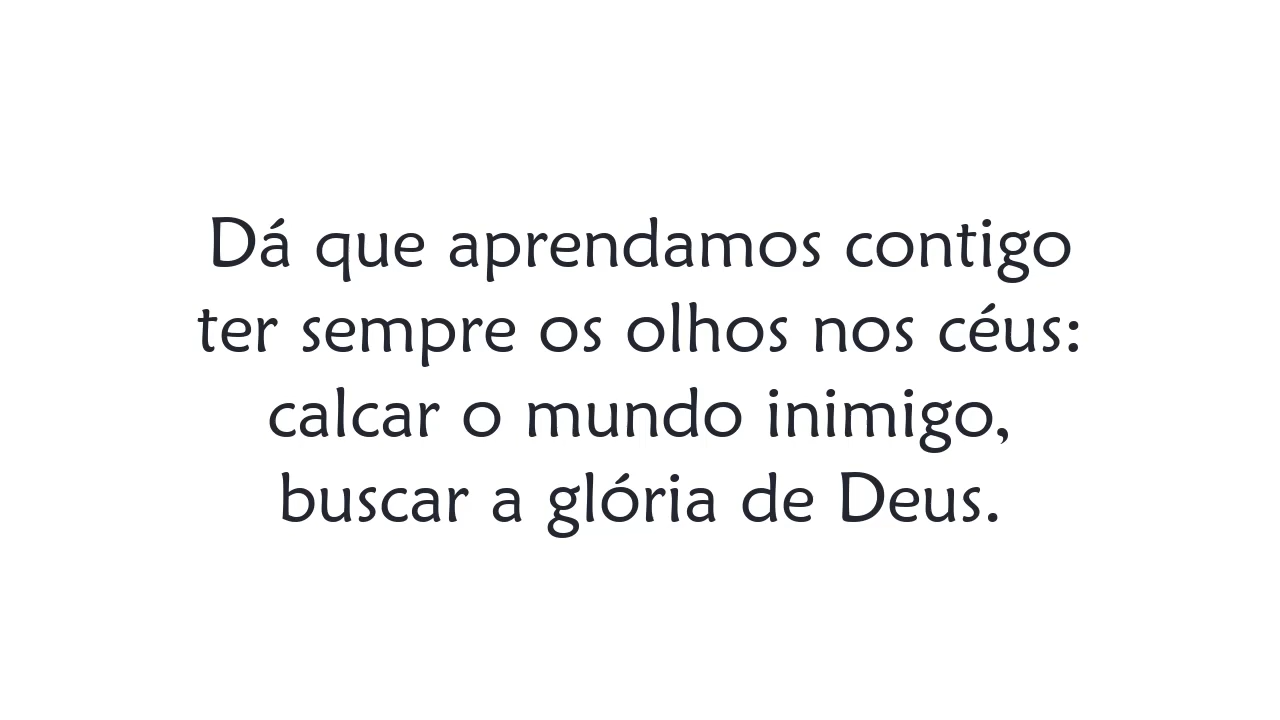 Dá que aprendamos contigo
ter sempre os olhos nos céus:
calcar o mundo inimigo,
buscar a glória de Deus.